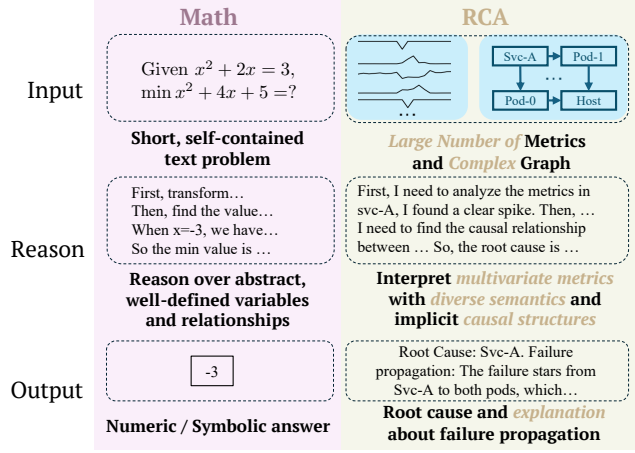 Math
RCA
Input
Given x² + 2x = 3,
min x² + 4x + 5 =?
Svc-A
Pod-1
...
Pod-0
Host
...
Short, self-contained
text problem
Large Number of Metrics
and Complex Graph
Reason
First, transform…
Then, find the value…
When x=-3, we have…
So the min value is …
First, I need to analyze the metrics in
svc-A, I found a clear spike. Then, …
I need to find the causal relationship
between … So, the root cause is …
Reason over abstract,
well-defined variables
and relationships
Interpret multivariate metrics
with diverse semantics and
implicit causal structures
Output
-3
Root Cause: Svc-A. Failure
propagation: The failure stars from
Svc-A to both pods, which…
Numeric / Symbolic answer
Root cause and explanation
about failure propagation